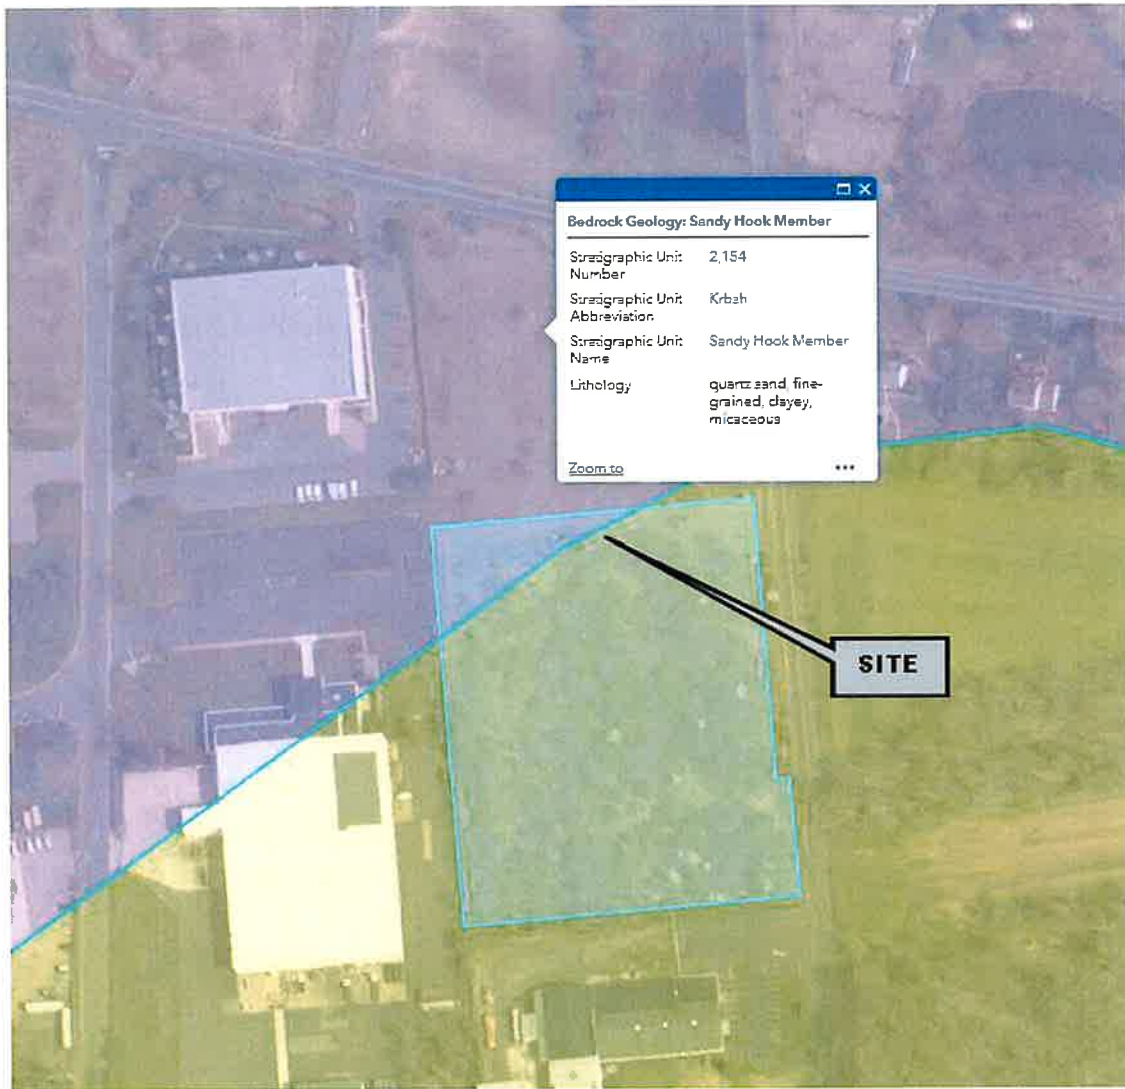 Bedrock Geology: Sandy Hook Member
Stratigraphic Unit 2,154
Number
Stratigraphic Unit Krbsh
Abbreviation
Stratigraphic Unit Sandy Hook Member
Name
Lithology quartz sand, fine-
grained, clayey,
micaceous
Zoom to
SITE